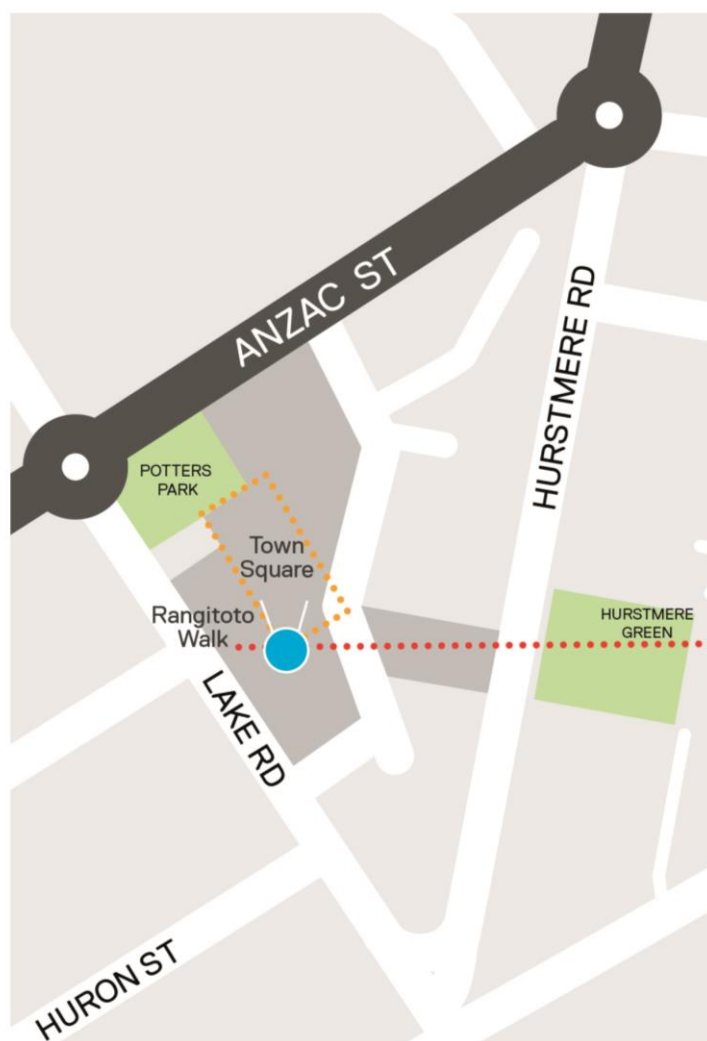 ANZAC ST
HURSTMERE RD
POTTERS
PARK
Town
Square
Rangitoto
Walk
HURSTMERE
GREEN
LAKE RD
HURON ST